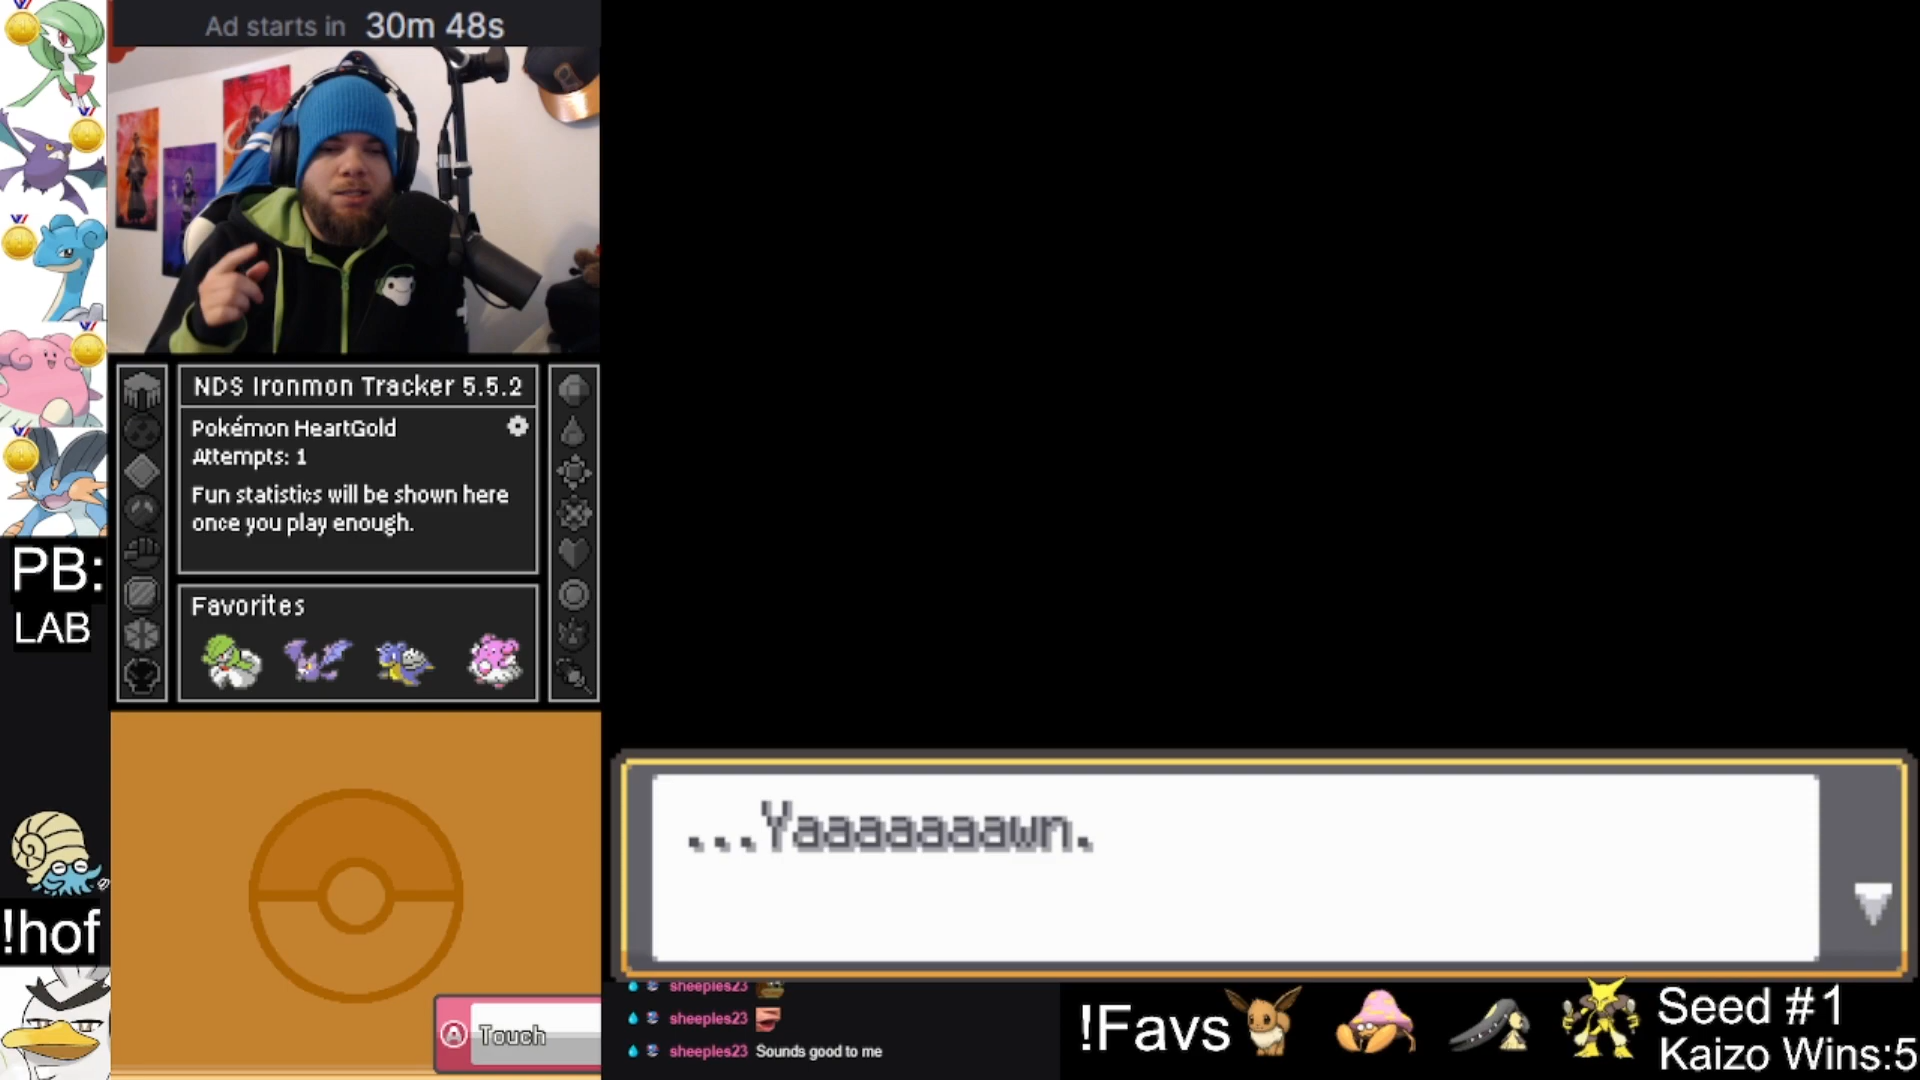 Ad starts in 30m 48s
NDS Ironmon Tracker 5.5.2
Pokémon HeartGold
Attempts: 1
Fun statistics will be shown here
once you play enough.
Favorites
PB:
LAB
!hof
Touch
...Yaaaaaaawn.
sheeples23
sheeples23
sheeples23 Sounds good to me
!Favs
Seed #1
Kaizo Wins:5